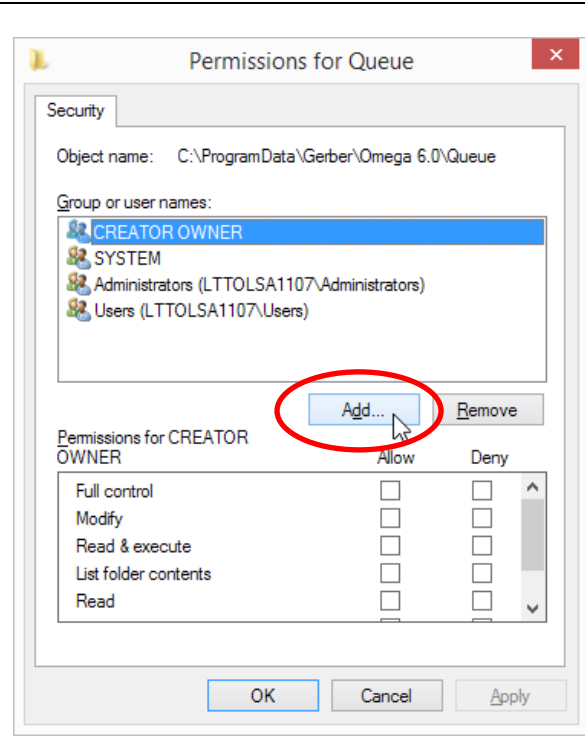 Permissions for Queue
Security
Object name: C:\ProgramData\Gerber\Omega 6.0\Queue
Group or user names:
CREATOR OWNER
SYSTEM
Administrators (LTTOLSA1107\Administrators)
Users (LTTOLSA1107\Users)
Add... Remove
Permissions for CREATOR
OWNER Allow Deny
Full control
Modify
Read & execute
List folder contents
Read
OK Cancel Apply